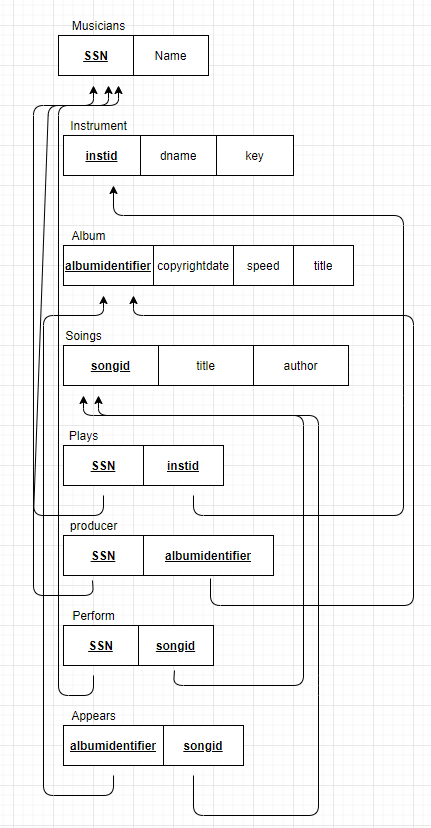 Musicians
SSN Name
Instrument
instid dname key
Album
albumidentifier copyrightdate speed title
Soings
songid title author
Plays
SSN instid
producer
SSN albumidentifier
Perform
SSN songid
Appears
albumidentifier songid